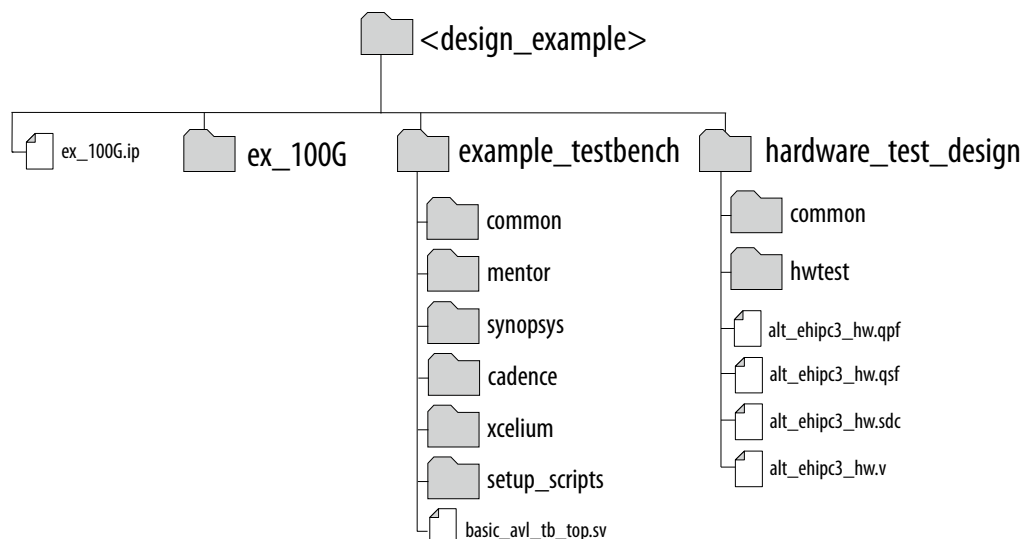 <design_example>
ex_100G.ip
ex_100G
example_testbench
hardware_test_design
common
mentor
synopsys
cadence
xcelium
setup_scripts
basic_avl_tb_top.sv
common
hwtest
alt_ehipc3_hw.qpf
alt_ehipc3_hw.qsf
alt_ehipc3_hw.sdc
alt_ehipc3_hw.v